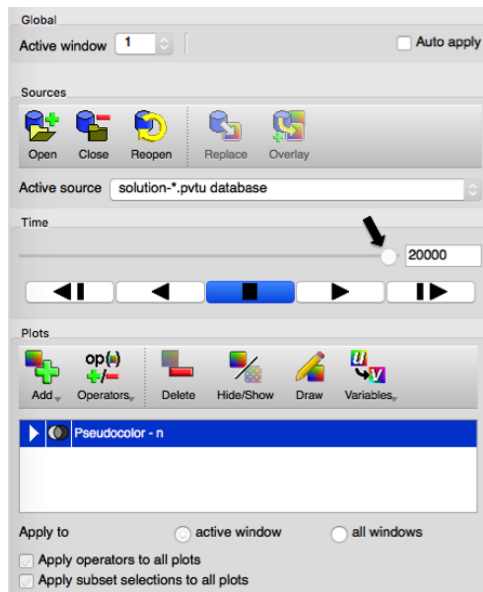 Global
Active window 1 Auto apply
Sources
Open Close Reopen Replace Overlay
Active source solution-*.pvtu database
Time
20000
Plots
op(u)
+/-
Add Operators Delete Hide/Show Draw Variables
Pseudocolor - n
Apply to active window all windows
Apply operators to all plots
Apply subset selections to all plots